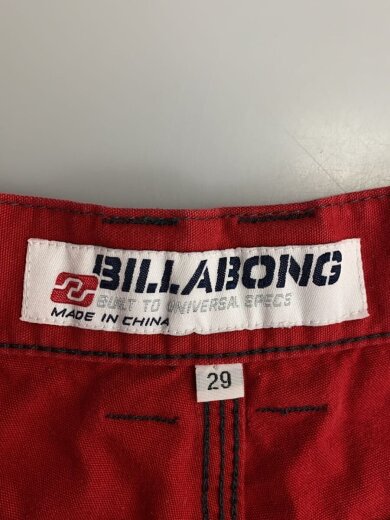 BILLABONG
BUILT TO UNIVERSAL SPECS
MADE IN CHINA
29